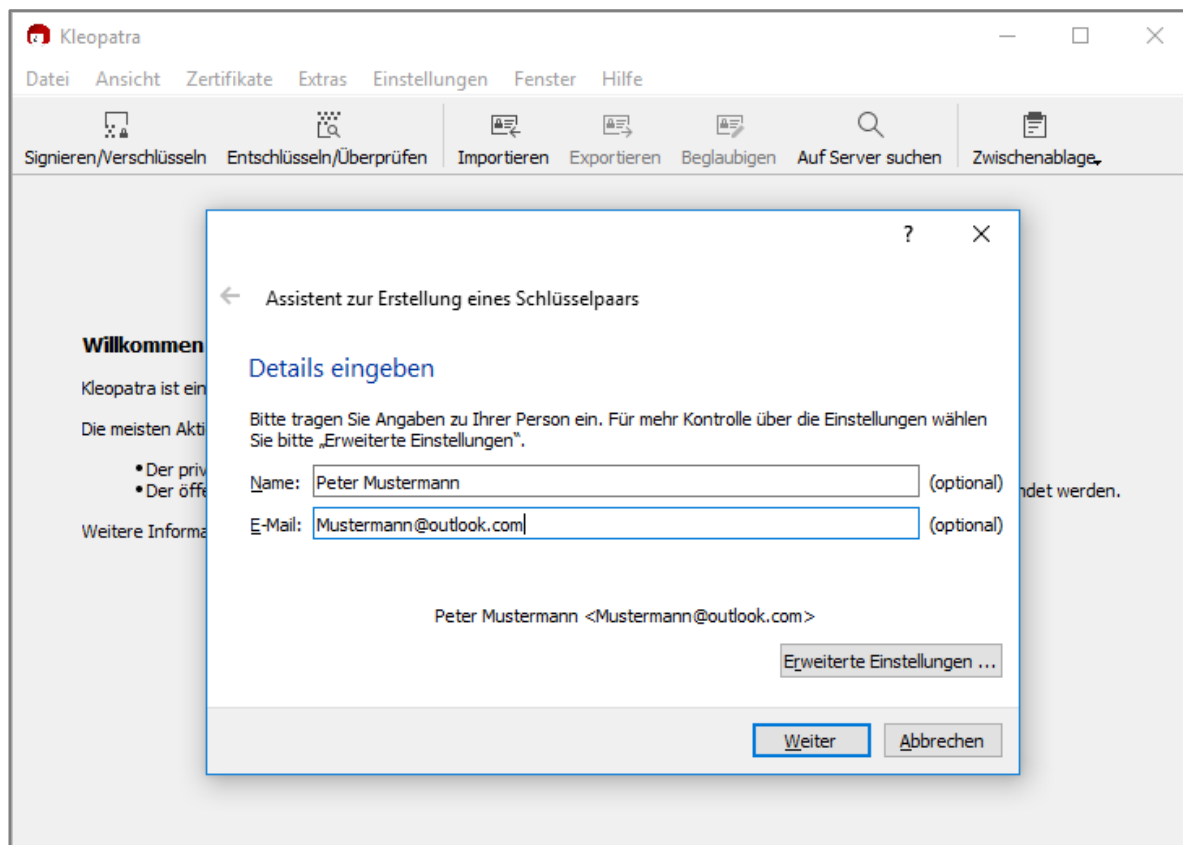 Kleopatra
Datei Ansicht Zertifikate Extras Einstellungen Fenster Hilfe
Signieren/Verschlüsseln Entschlüsseln/Überprüfen Importieren Exportieren Beglaubigen Auf Server suchen Zwischenablage
?
Assistent zur Erstellung eines Schlüsselpaars
Willkommen
Details eingeben
Kleopatra ist ein
Bitte tragen Sie Angaben zu Ihrer Person ein. Für mehr Kontrolle über die Einstellungen wählen
Die meisten Akti
Sie bitte „Erweiterte Einstellungen“.
•Der priv
Name: Peter Mustermann (optional)
•Der öffe
ndet werden.
E-Mail: Mustermann@outlook.com (optional)
Weitere Informa
Peter Mustermann <Mustermann@outlook.com>
Erweiterte Einstellungen ...
Weiter Abbrechen